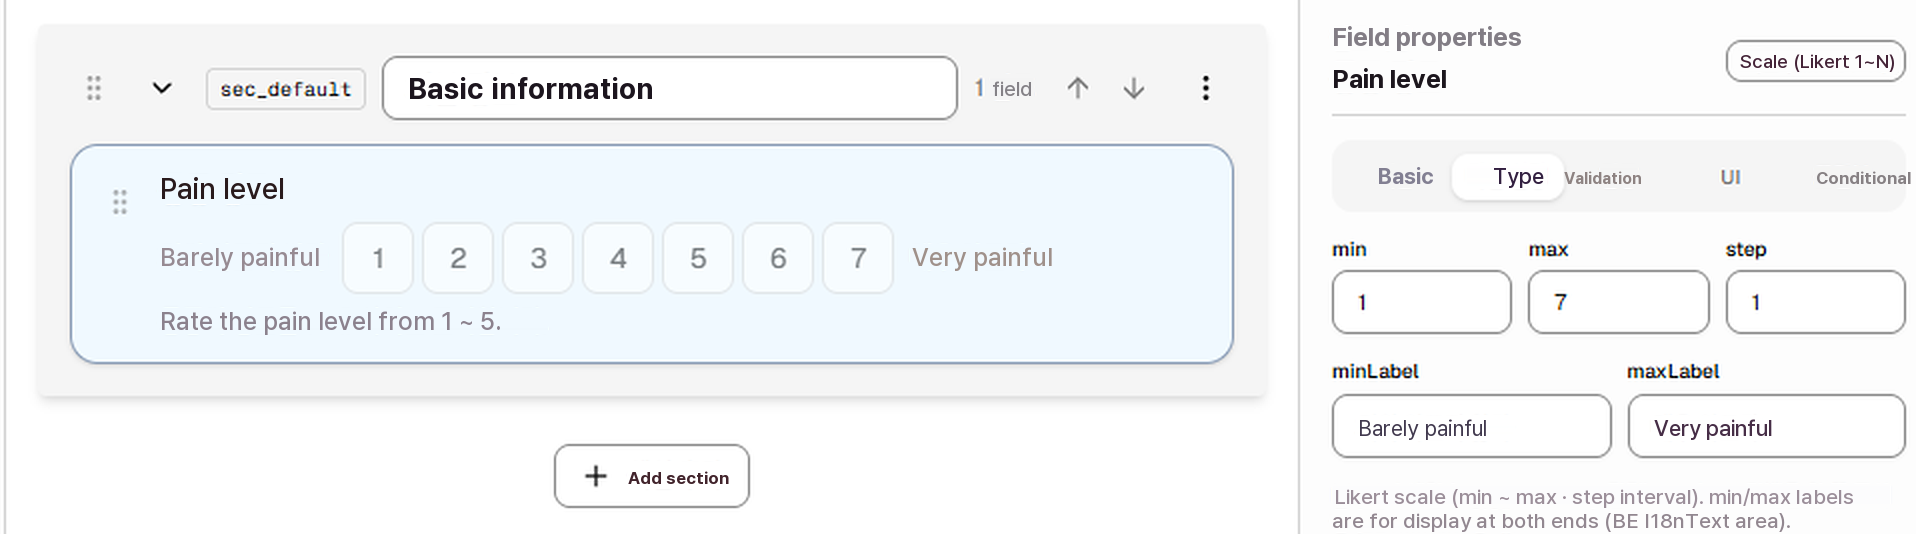 sec_default Basic information 1 field
Pain level
Barely painful 1 2 3 4 5 6 7 Very painful
Rate the pain level from 1 ~ 5.
Add section
Field properties
Pain level
Scale (Likert 1~N)
Basic Type Validation UI Conditional
min max step
1 7 1
minLabel maxLabel
Barely painful Very painful
Likert scale (min ~ max · step interval). min/max labels
are for display at both ends (BE I18nText area).